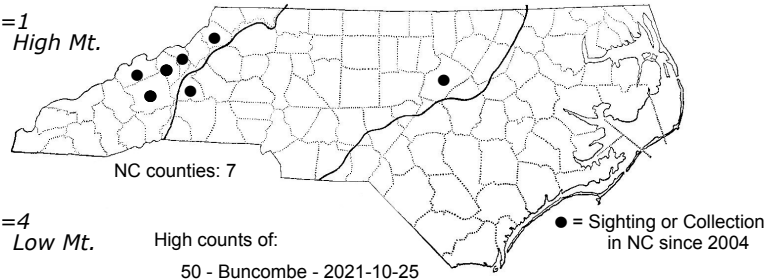 =1
High Mt.
NC counties: 7
=4
Low Mt.
High counts of:
50 - Buncombe - 2021-10-25
● = Sighting or Collection
in NC since 2004